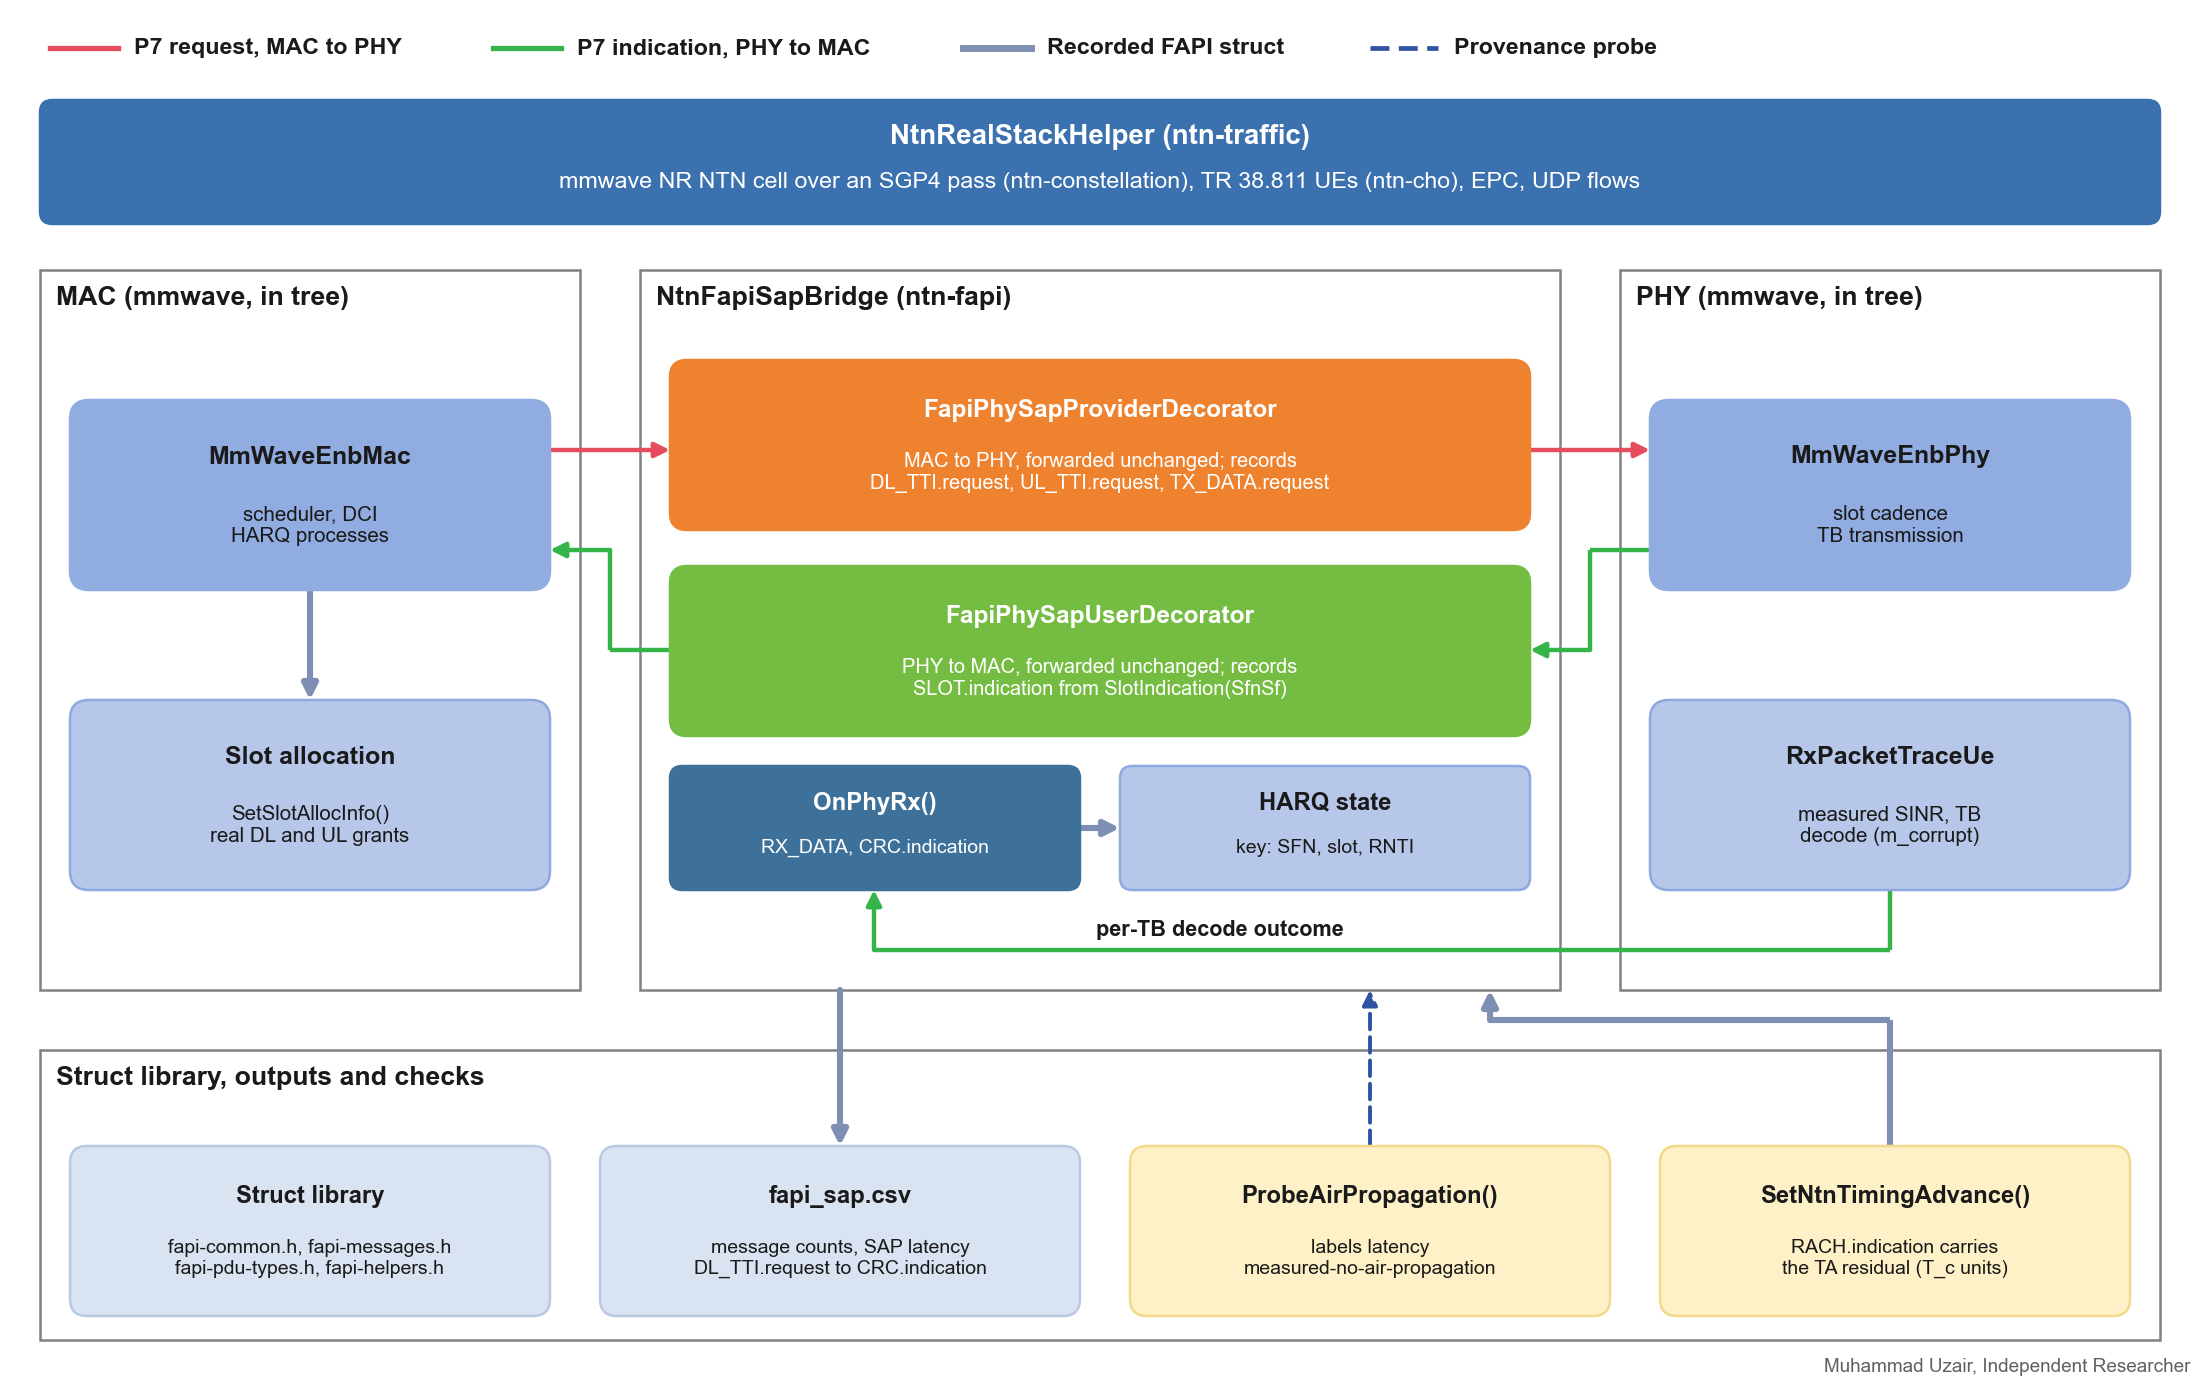 P7 request, MAC to PHY
P7 indication, PHY to MAC
Recorded FAPI struct
Provenance probe
NtnRealStackHelper (ntn-traffic)
mmwave NR NTN cell over an SGP4 pass (ntn-constellation), TR 38.811 UEs (ntn-cho), EPC, UDP flows
MAC (mmwave, in tree)
MmWaveEnbMac
scheduler, DCI
HARQ processes
Slot allocation
SetSlotAllocInfo()
real DL and UL grants
NtnFapiSapBridge (ntn-fapi)
FapiPhySapProviderDecorator
MAC to PHY, forwarded unchanged; records
DL_TTI.request, UL_TTI.request, TX_DATA.request
FapiPhySapUserDecorator
PHY to MAC, forwarded unchanged; records
SLOT.indication from SlotIndication(SfnSf)
OnPhyRx()
RX_DATA, CRC.indication
HARQ state
key: SFN, slot, RNTI
per-TB decode outcome
PHY (mmwave, in tree)
MmWaveEnbPhy
slot cadence
TB transmission
RxPacketTraceUe
measured SINR, TB
decode (m_corrupt)
Struct library, outputs and checks
Struct library
fapi-common.h, fapi-messages.h
fapi-pdu-types.h, fapi-helpers.h
fapi_sap.csv
message counts, SAP latency
DL_TTI.request to CRC.indication
ProbeAirPropagation()
labels latency
measured-no-air-propagation
SetNtnTimingAdvance()
RACH.indication carries
the TA residual (T_c units)
Muhammad Uzair, Independent Researcher